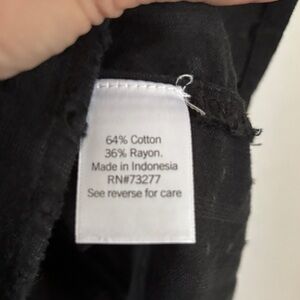 64% Cotton
36% Rayon.
Made in Indonesia
RN#73277
See reverse for care